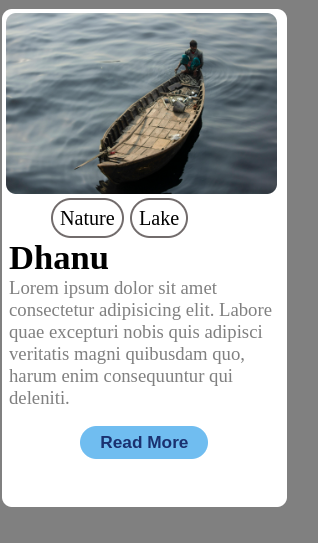 Nature Lake
Dhanu
Lorem ipsum dolor sit amet
consectetur adipisicing elit. Labore
quae excepturi nobis quis adipisci
veritatis magni quibusdam quo,
harum enim consequuntur qui
deleniti.
Read More